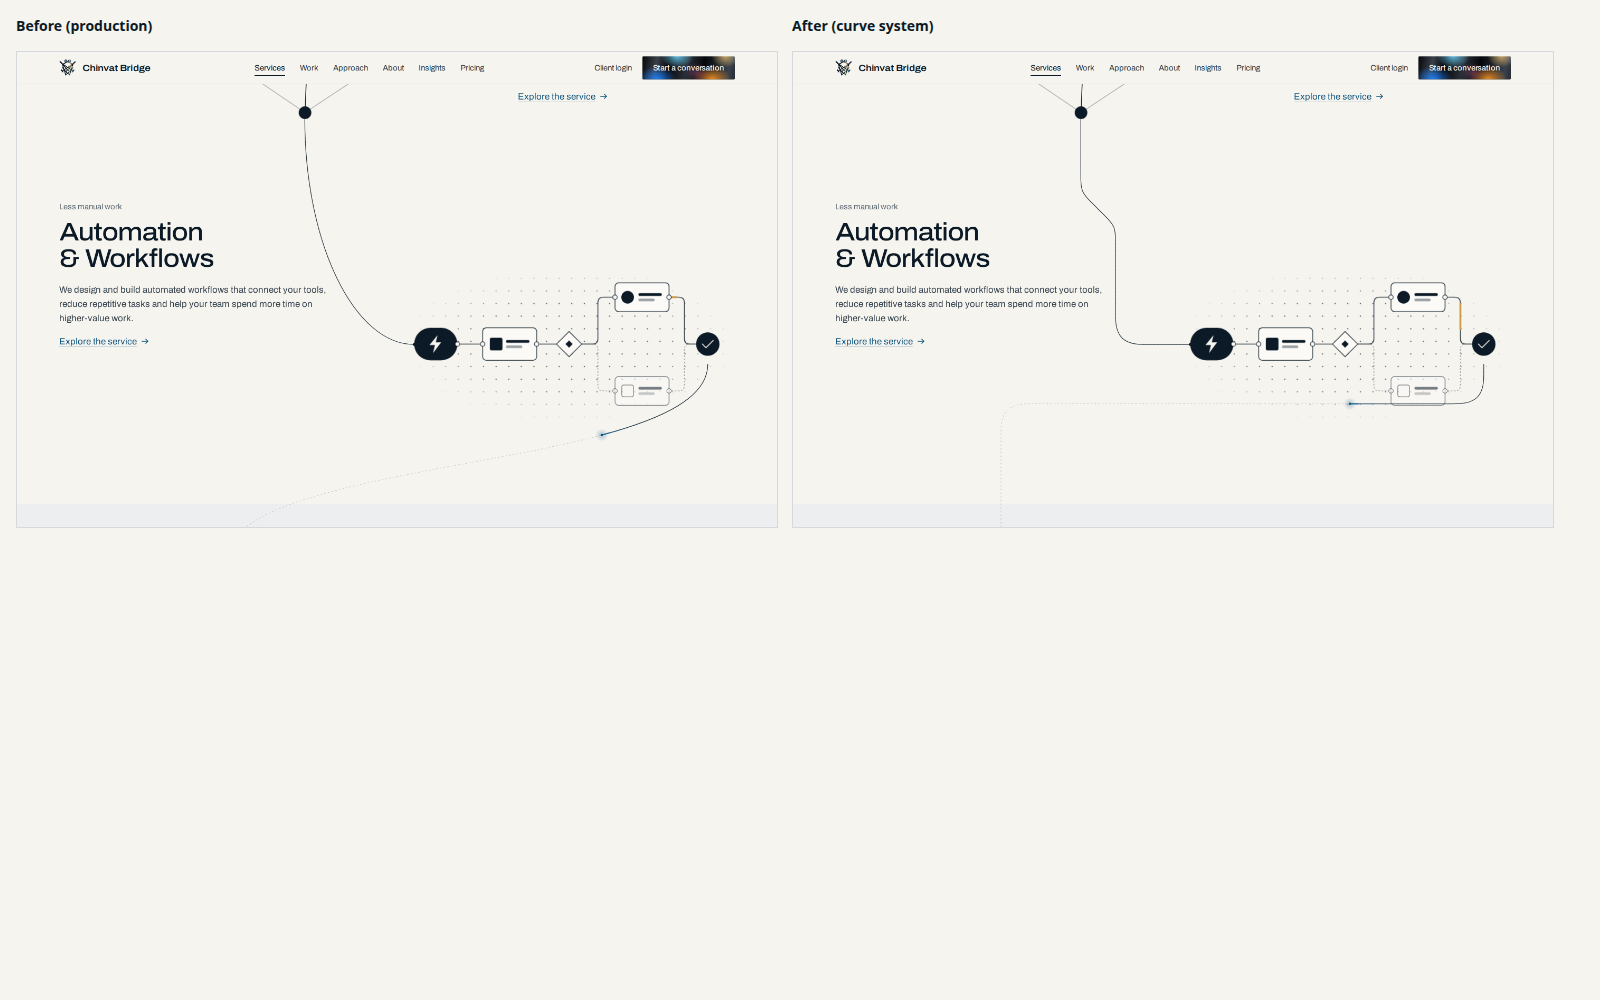 Before (production)
Chinvat Bridge
Services Work Approach About Insights Pricing
Client login
Start a conversation
Explore the service →
Less manual work
Automation
& Workflows
We design and build automated workflows that connect your tools,
reduce repetitive tasks and help your team spend more time on
higher-value work.
Explore the service →
After (curve system)
Chinvat Bridge
Services Work Approach About Insights Pricing
Client login
Start a conversation
Explore the service →
Less manual work
Automation
& Workflows
We design and build automated workflows that connect your tools,
reduce repetitive tasks and help your team spend more time on
higher-value work.
Explore the service →